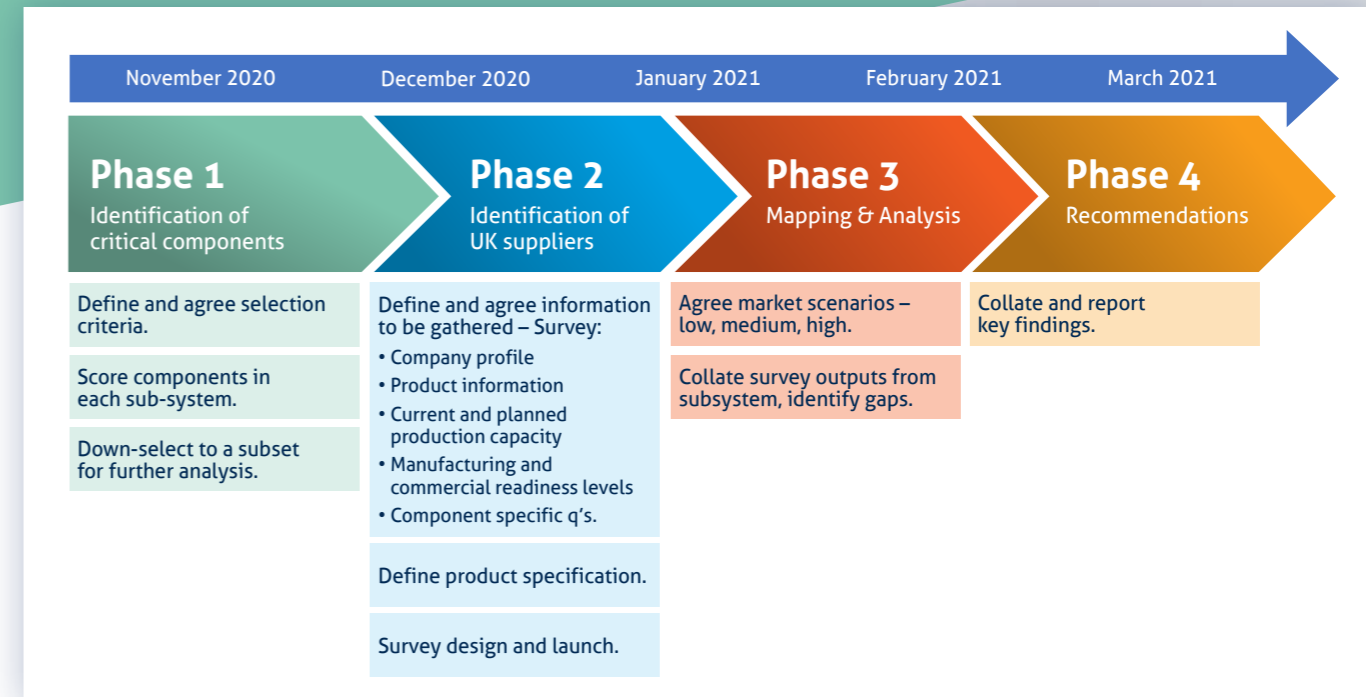 November 2020
December 2020
January 2021
February 2021
March 2021
Phase 1
Identification of
critical components
Phase 2
Identification of
UK suppliers
Phase 3
Mapping & Analysis
Phase 4
Recommendations
Define and agree selection
criteria.
Score components in
each sub-system.
Down-select to a subset
for further analysis.
Define and agree information
to be gathered – Survey:
• Company profile
• Product information
• Current and planned
production capacity
• Manufacturing and
commercial readiness levels
• Component specific q's.
Define product specification.
Survey design and launch.
Agree market scenarios –
low, medium, high.
Collate survey outputs from
subsystem, identify gaps.
Collate and report
key findings.